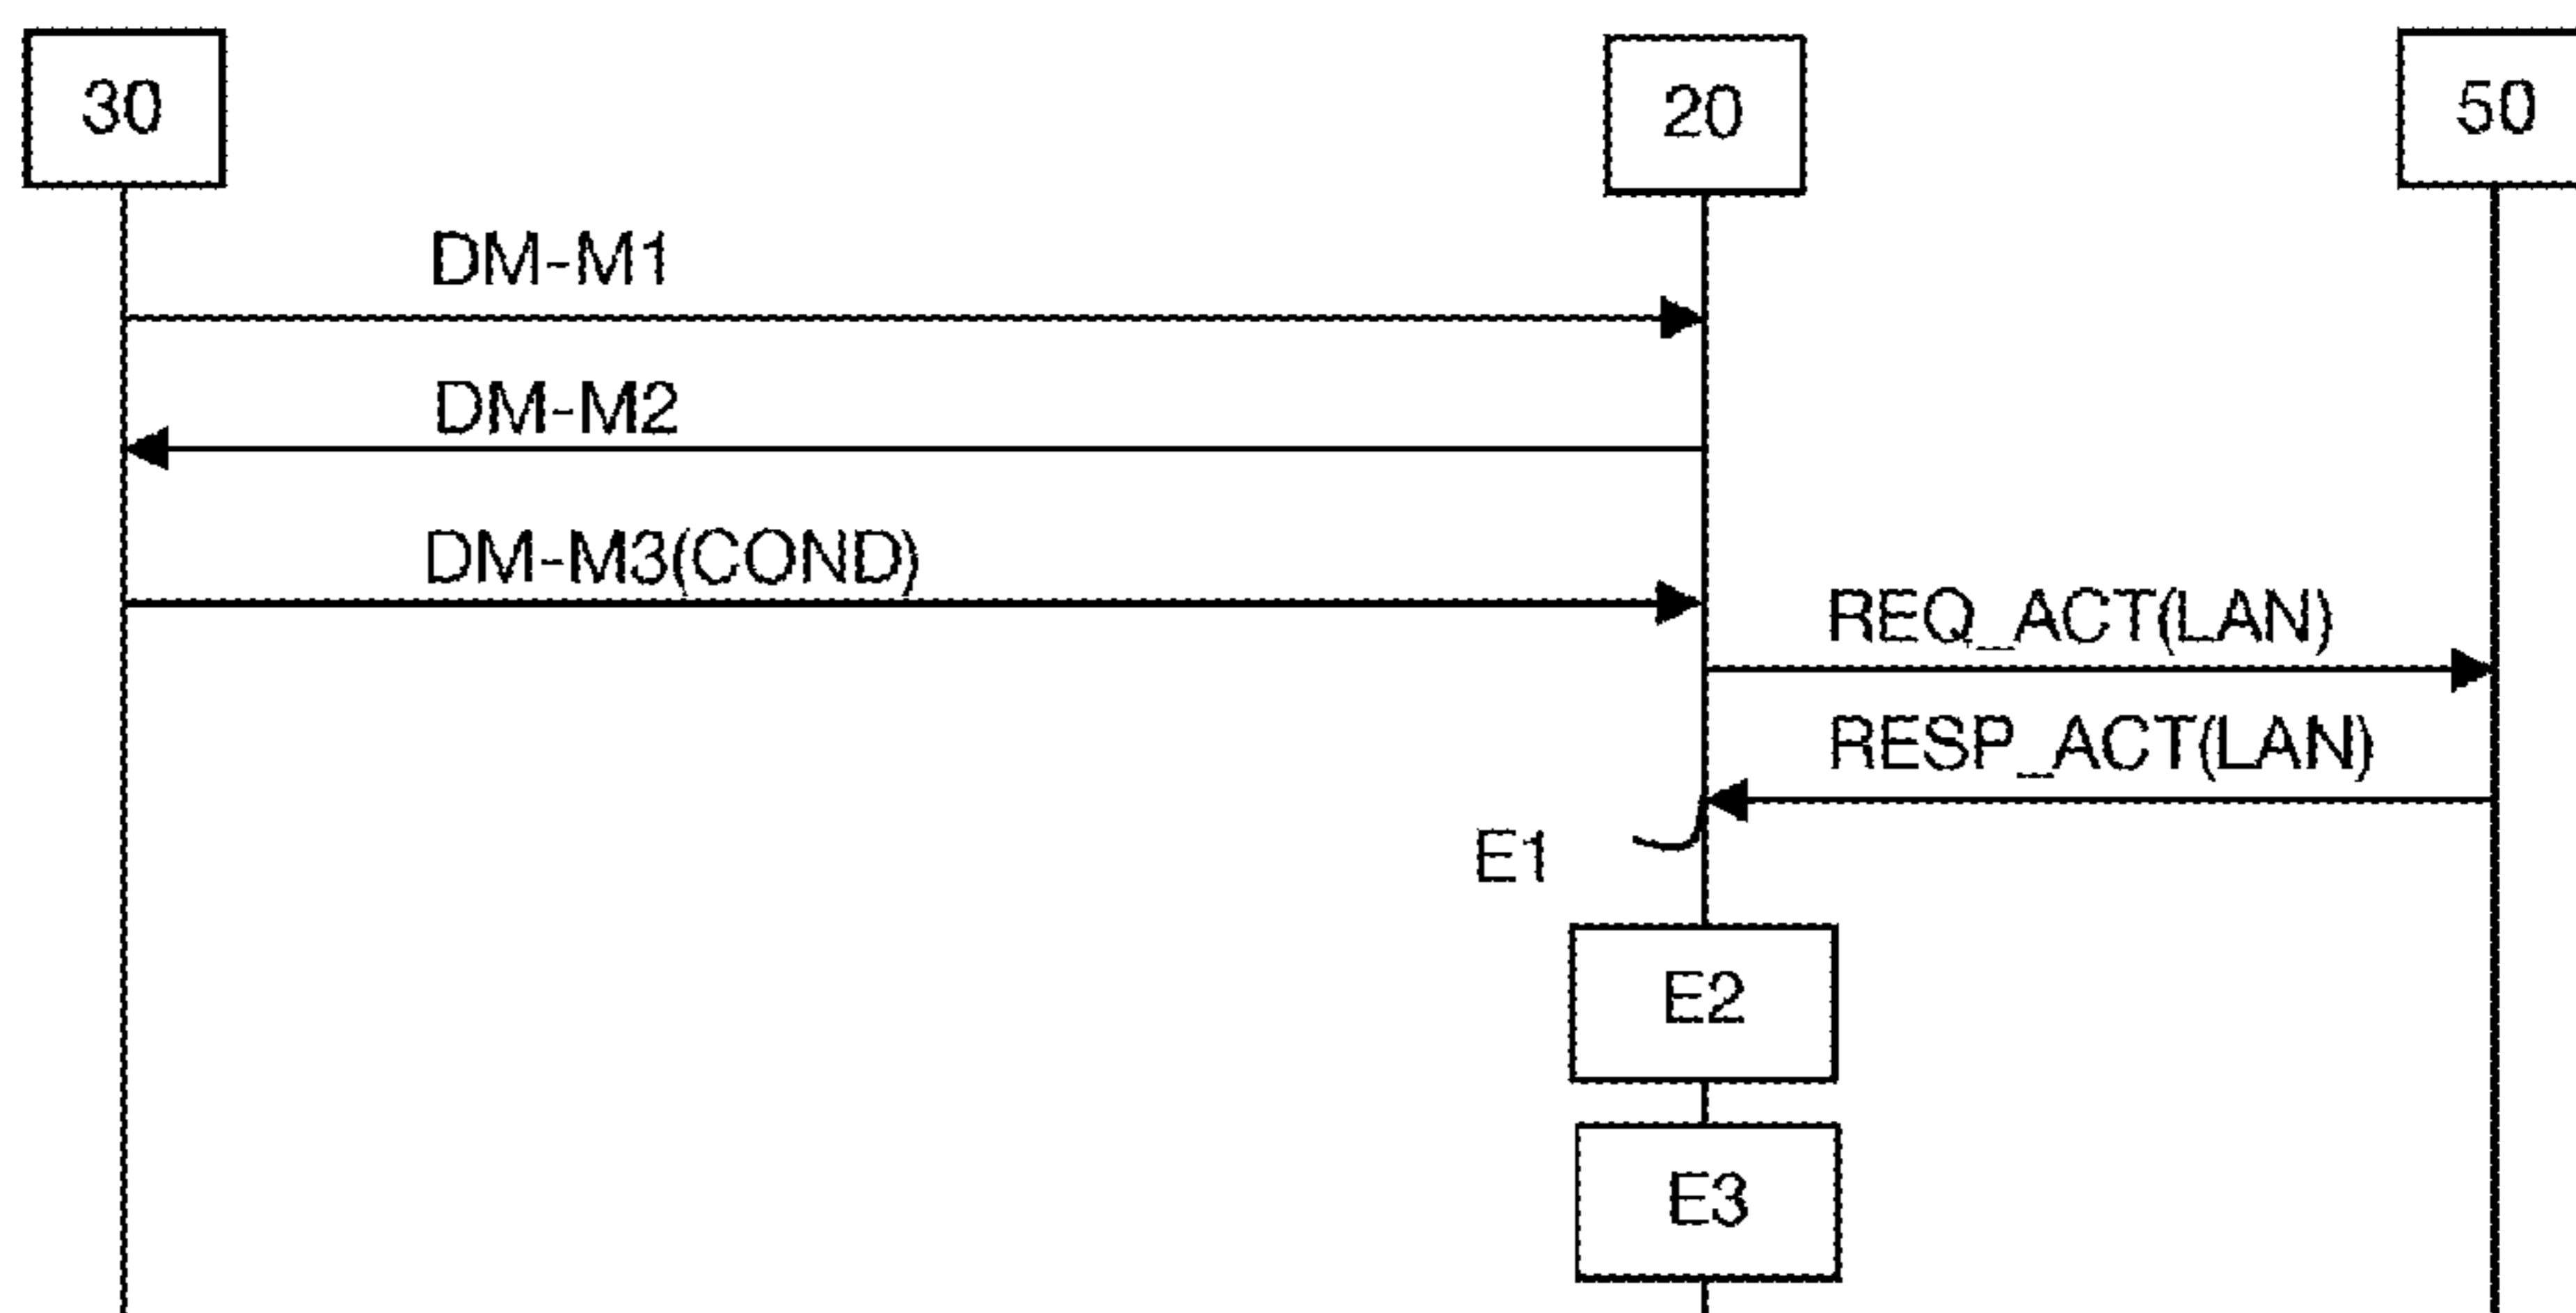 30
20
50
DM-M1
DM-M2
DM-M3(COND)
REQ_ACT(LAN)
RESP_ACT(LAN)
E1
E2
E3